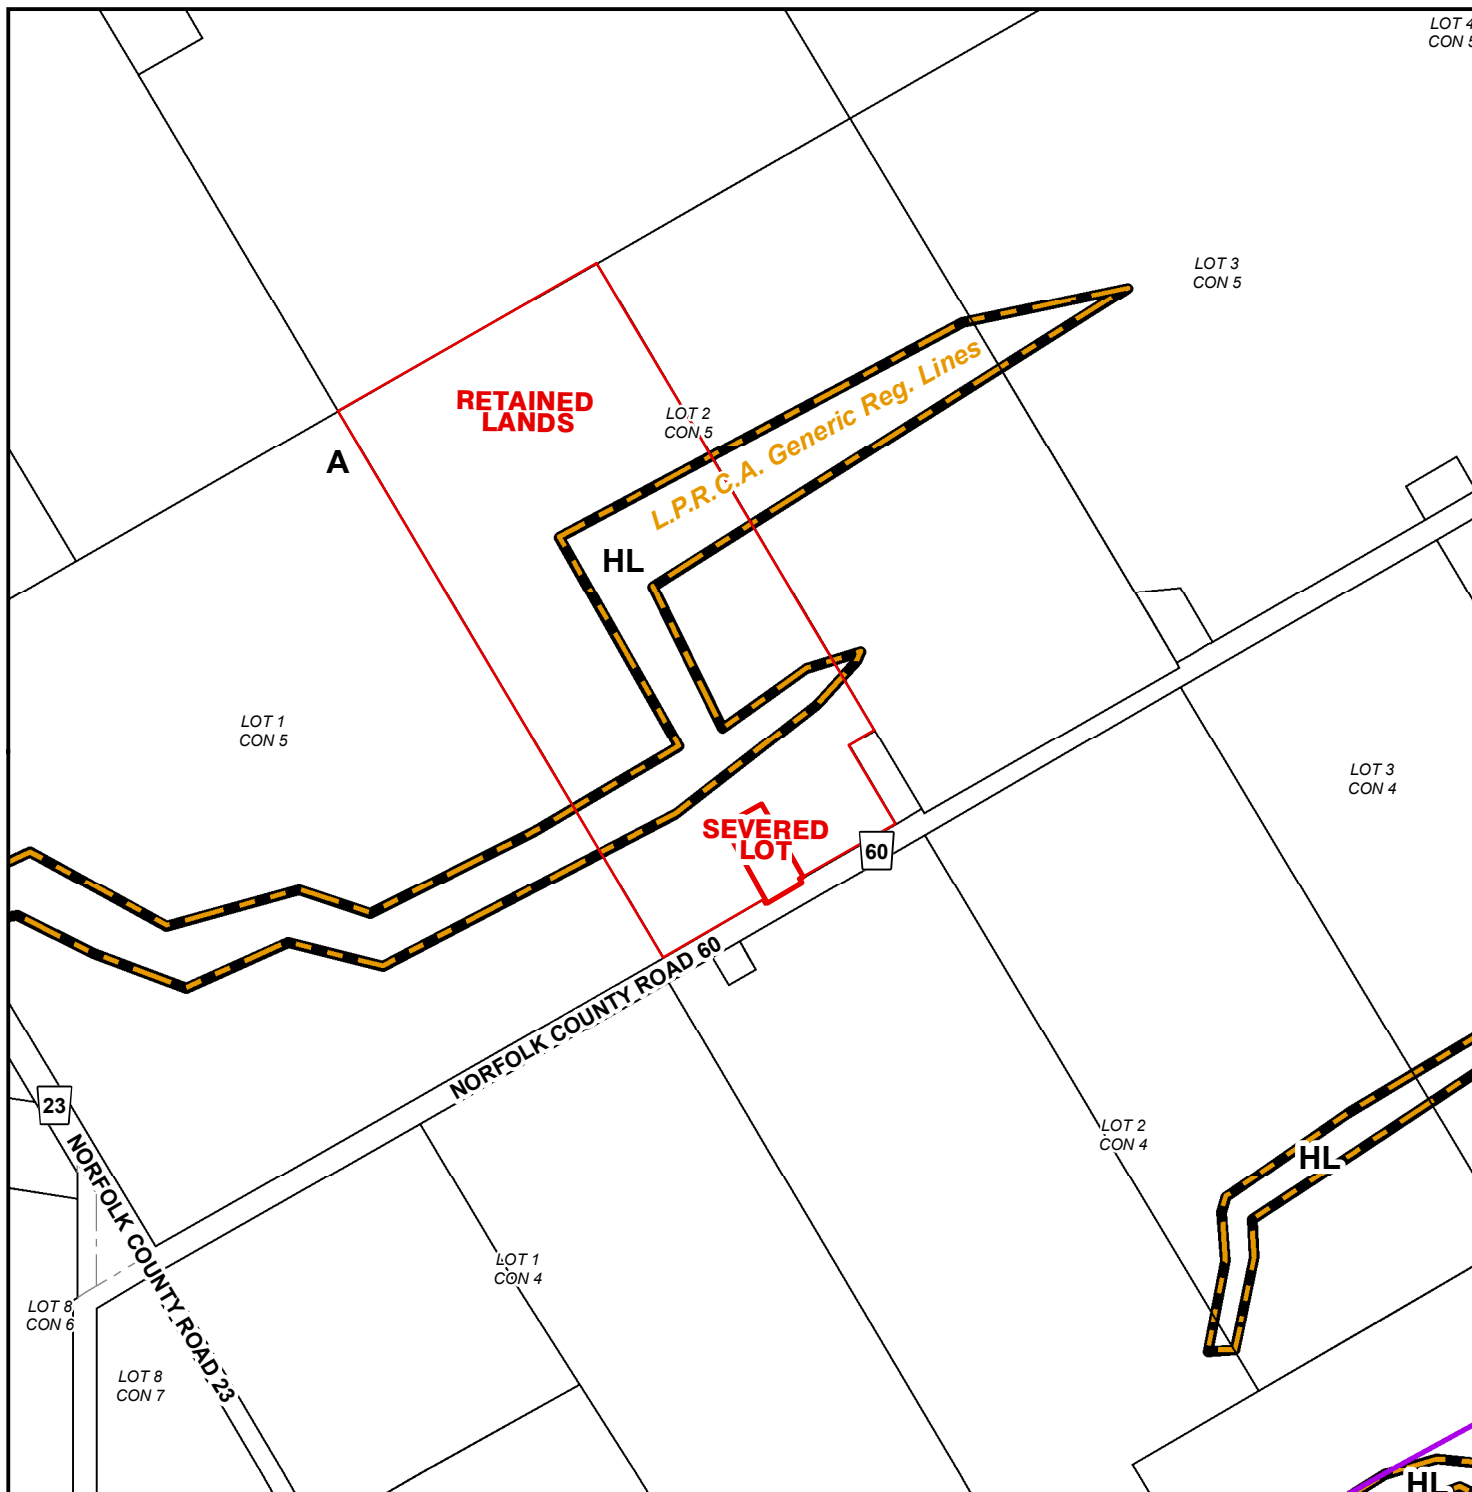 LOT 4
CON 5
LOT 3
CON 5
RETAINED
LANDS
LOT 2
CON 5
L.P.R.C.A. Generic Reg. Lines
A
HL
LOT 1
CON 5
LOT 3
CON 4
SEVERED
LOT
60
NORFOLK COUNTY ROAD 60
23
NORFOLK COUNTY ROAD 23
LOT 2
CON 4
HL
LOT 1
CON 4
LOT 8
CON 6
LOT 8
CON 7
HL